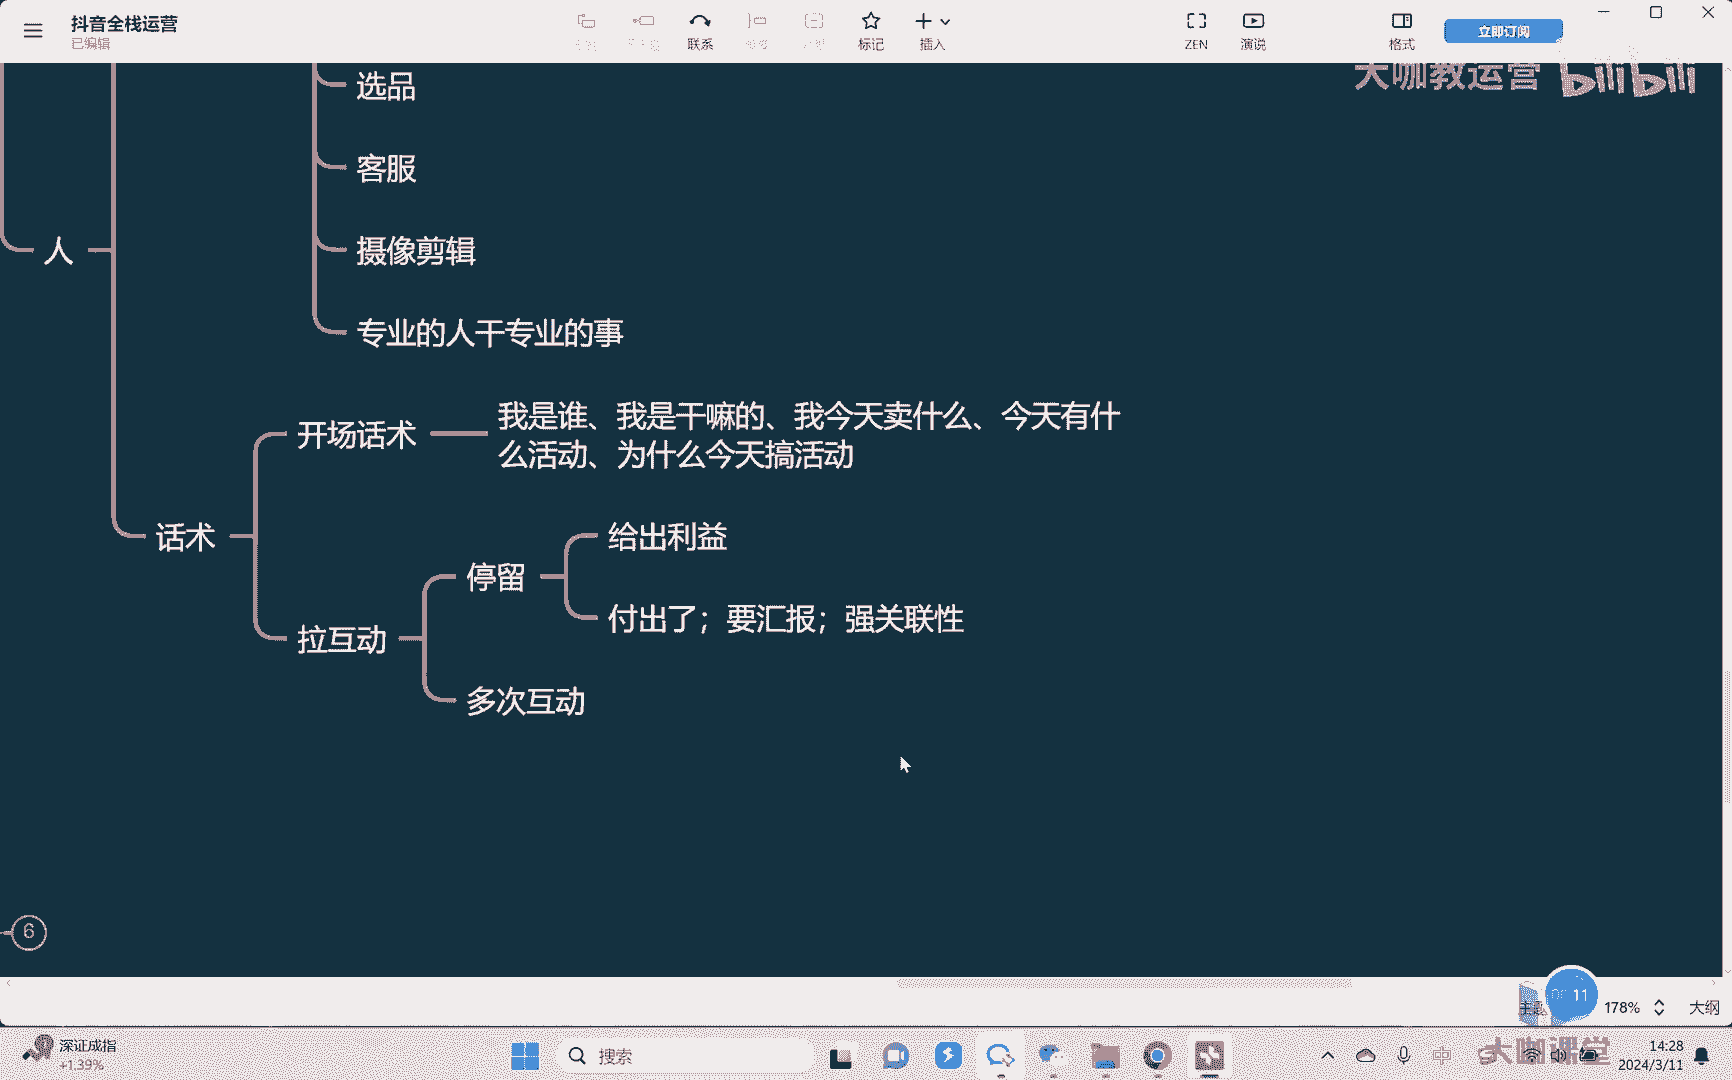 抖音全栈运营
已编辑
联系
标记
插入
ZEN
演说
格式
立即订阅
大咖教运营 bilibili
选品
客服
人
摄像剪辑
专业的人干专业的事
我是谁、我是干嘛的、我今天卖什么、今天有什
么活动、为什么今天搞活动
开场话术
话术
给出利益
停留
付出了；要汇报；强关联性
拉互动
多次互动
6
11
178%
大纲
深证成指
+1.39%
搜索
中
大咖课堂
14:28
2024/3/11